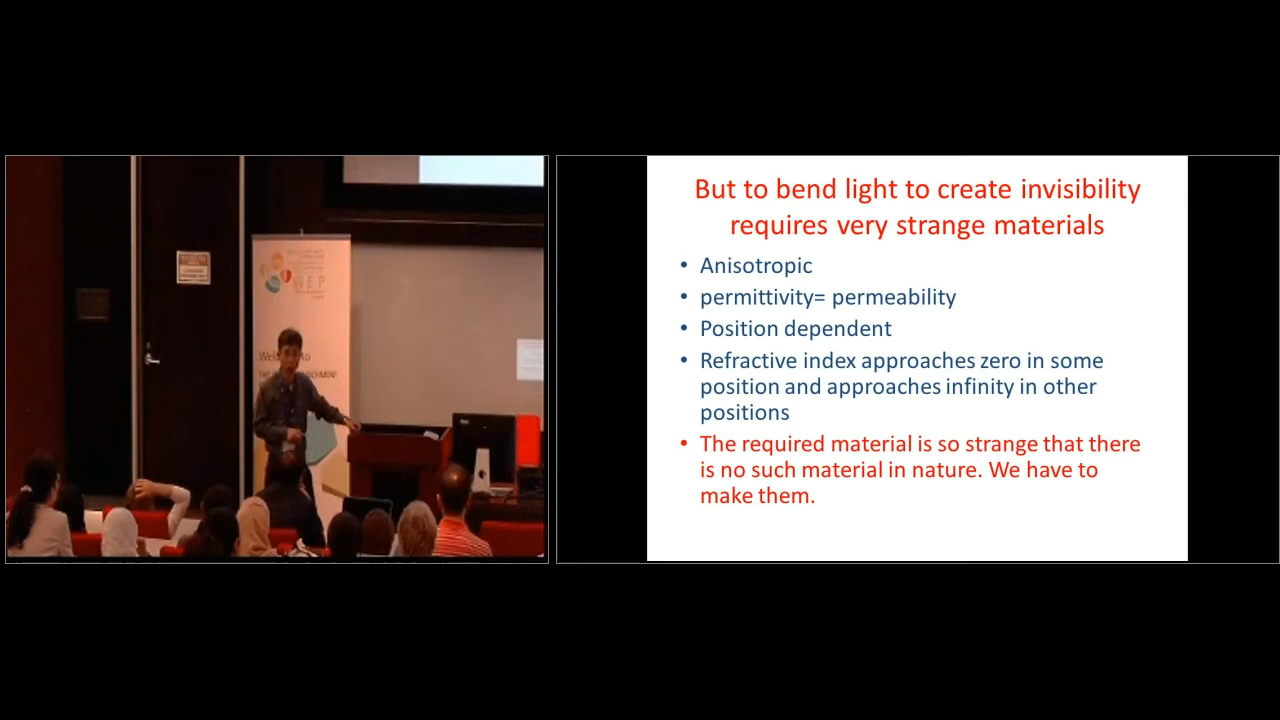 WEP
But to bend light to create invisibility
requires very strange materials
• Anisotropic
• permittivity= permeability
• Position dependent
• Refractive index approaches zero in some
position and approaches infinity in other
positions
• The required material is so strange that there
is no such material in nature. We have to
make them.